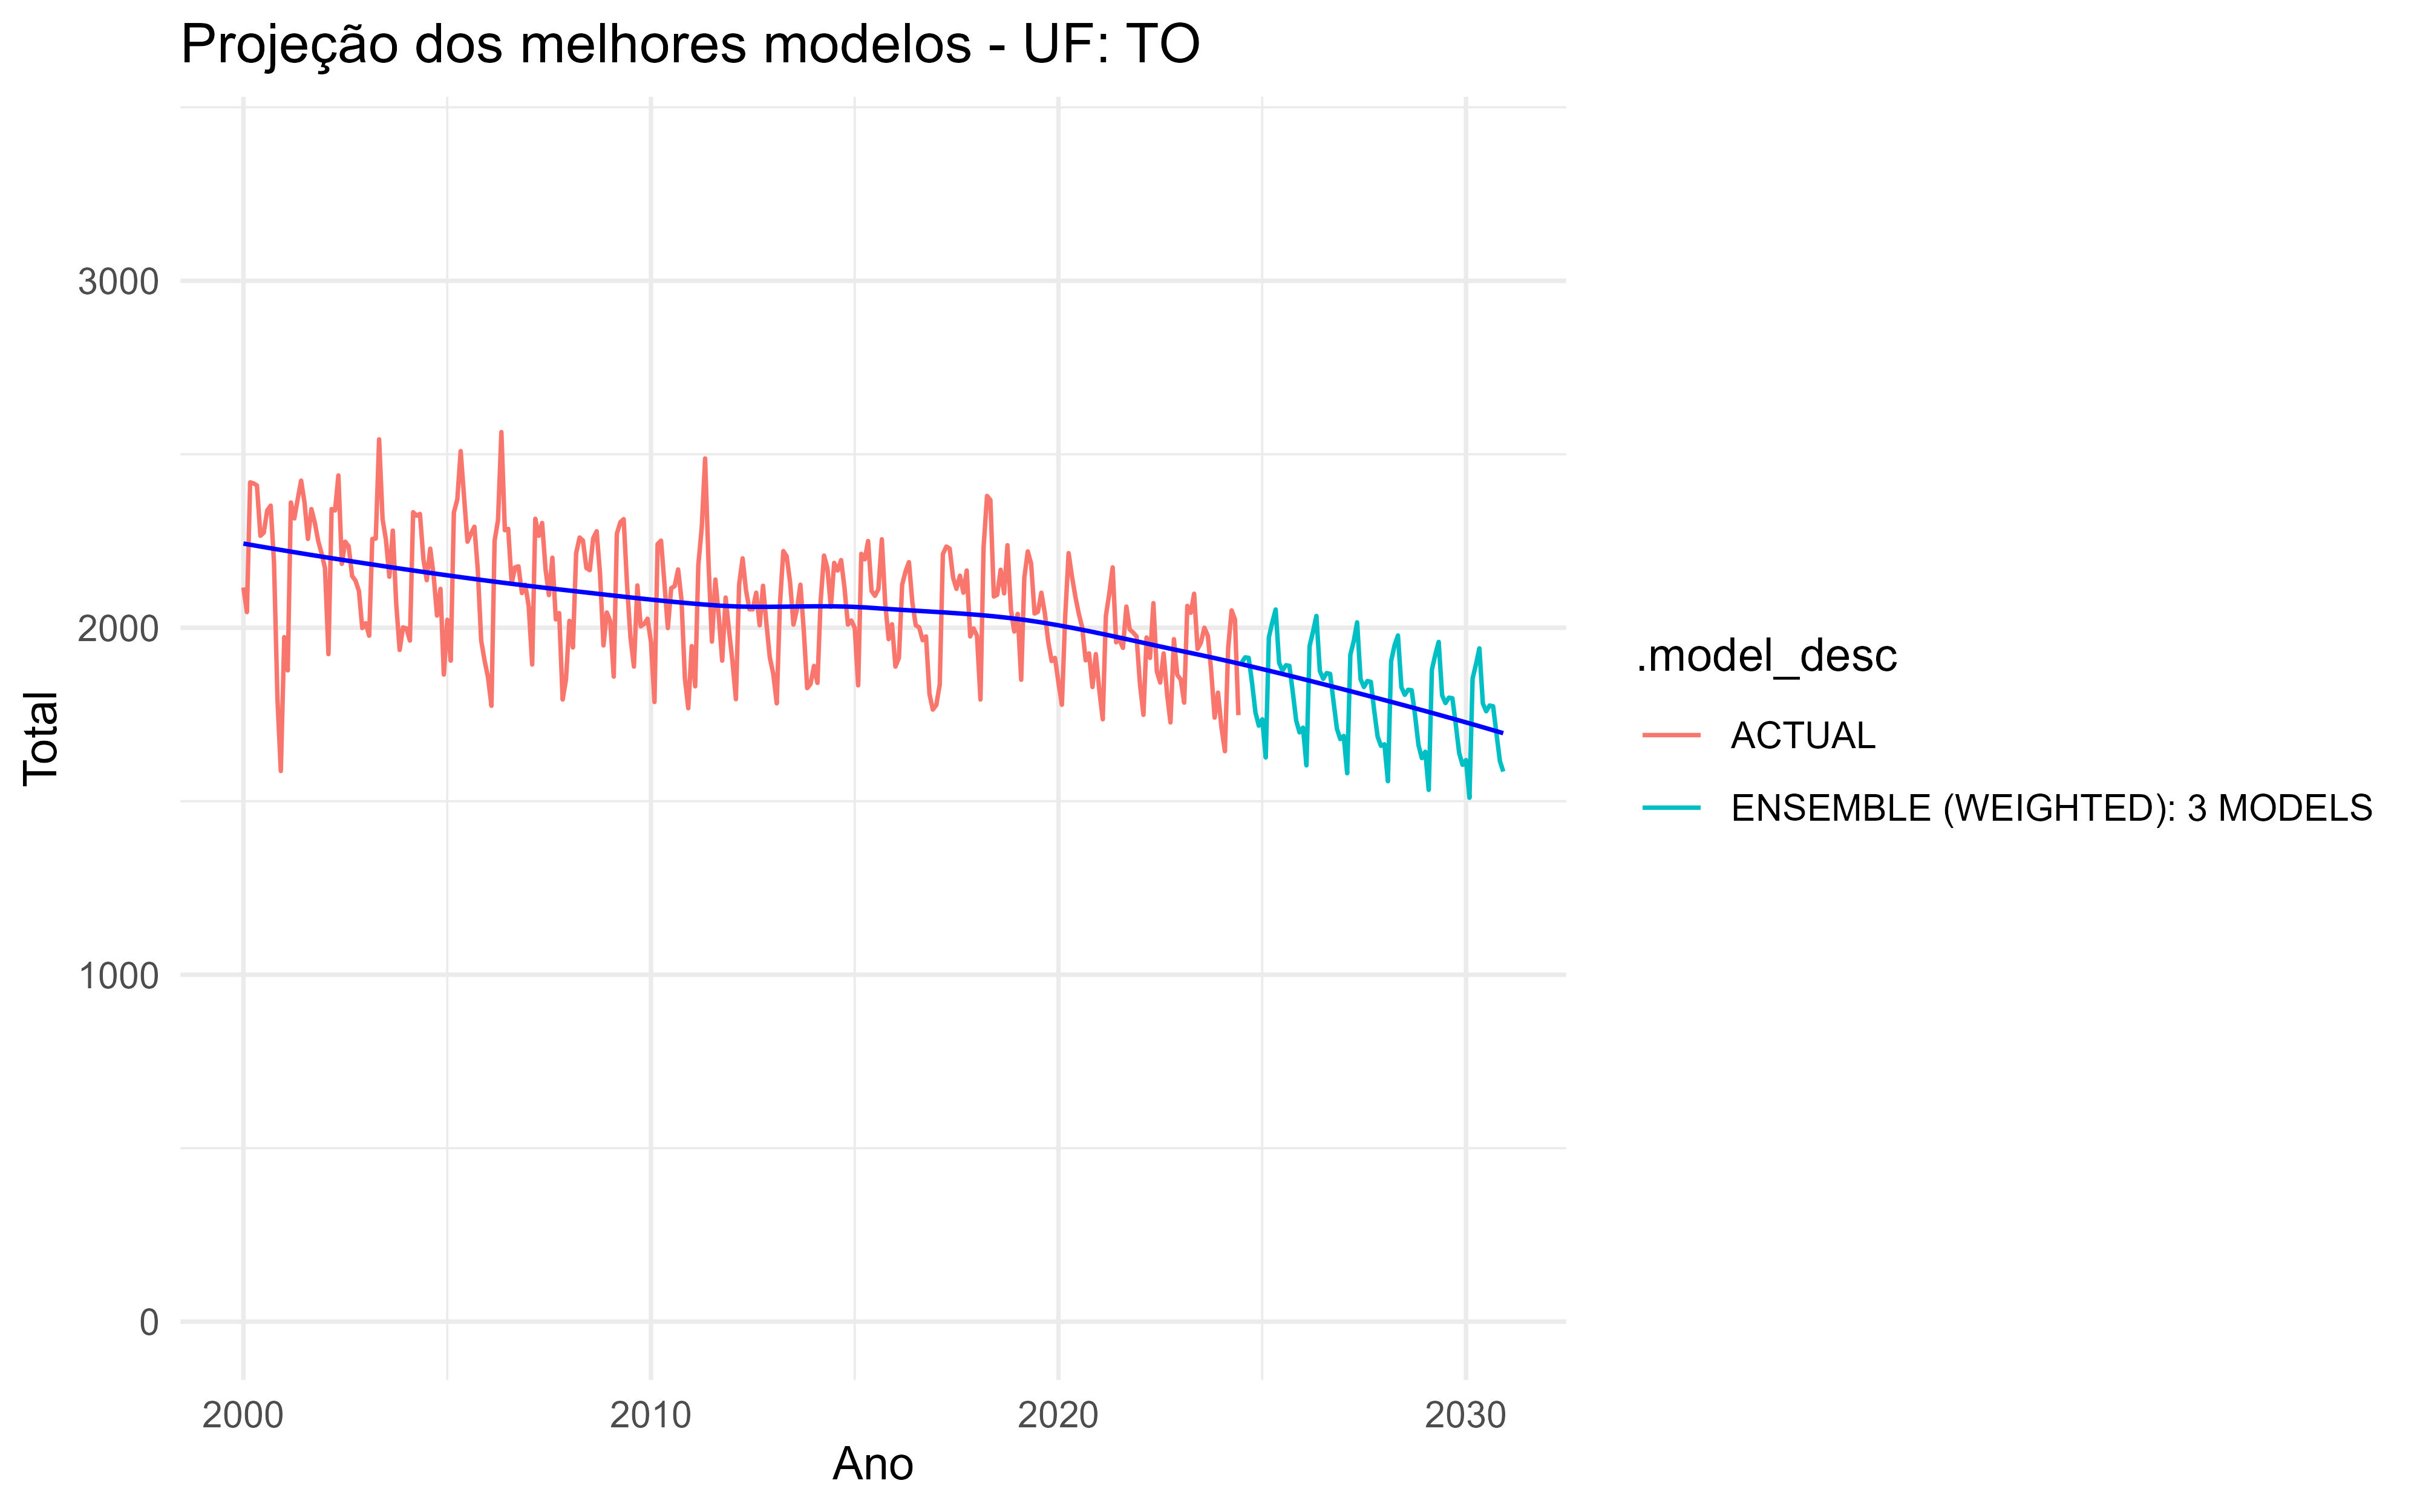 Projeção dos melhores modelos - UF: TO
3000
2000
1000
0
Total
2000
2010
2020
2030
Ano
.model_desc
ACTUAL
ENSEMBLE (WEIGHTED): 3 MODELS